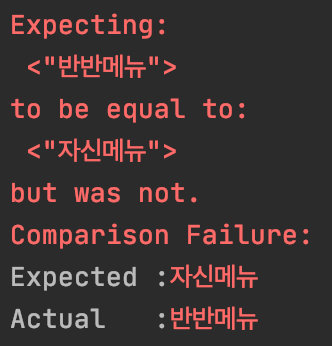 Expecting:
<"반반메뉴">
to be equal to:
<"자신메뉴">
but was not.
Comparison Failure:
Expected :자신메뉴
Actual   :반반메뉴